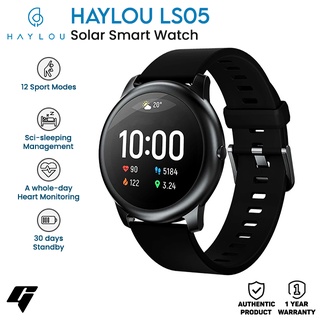 HAYLOU
HAYLOU LS05
Solar Smart Watch
12 Sport Modes
Sci-sleeping
Management
A whole-day
Heart Monitoring
30 days
Standby
20°
10:00
90
5184
122
3.24
AUTHENTIC
PRODUCT
1 YEAR
WARRANTY